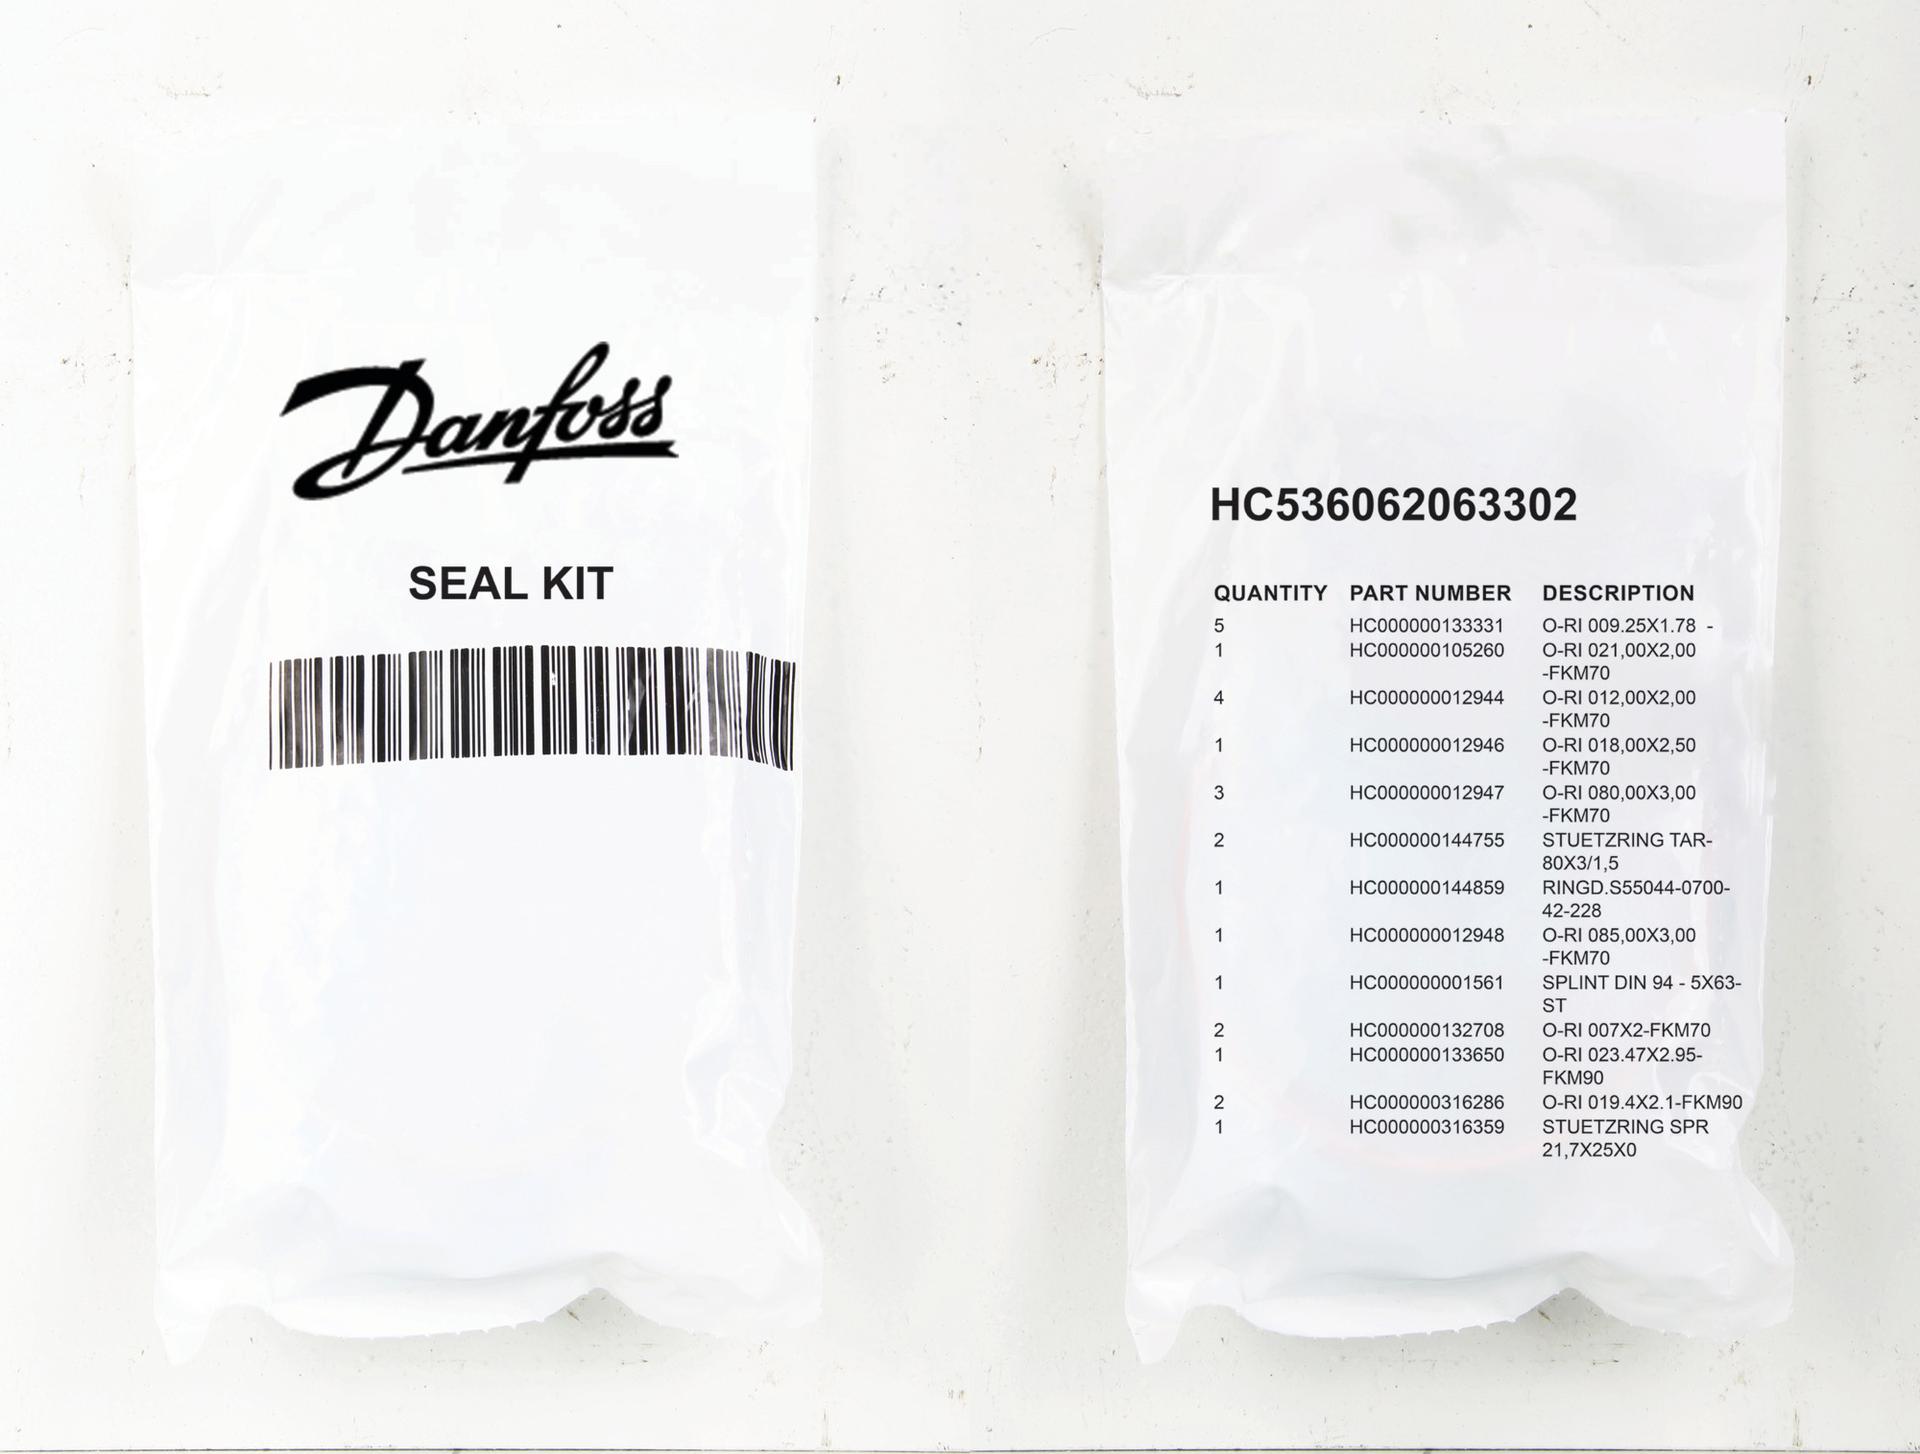 Danfoss
SEAL KIT
HC536062063302
QUANTITY PART NUMBER DESCRIPTION
5 HC000000133331 O-RI 009.25X1.78 -
1 HC000000105260 O-RI 021,00X2,00
-FKM70
4 HC000000012944 O-RI 012,00X2,00
-FKM70
1 HC000000012946 O-RI 018,00X2,50
-FKM70
3 HC000000012947 O-RI 080,00X3,00
-FKM70
2 HC000000144755 STUETZRING TAR-
80X3/1,5
1 HC000000144859 RINGD.S55044-0700-
42-228
1 HC000000012948 O-RI 085,00X3,00
-FKM70
1 HC000000001561 SPLINT DIN 94 - 5X63-
ST
2 HC000000132708 O-RI 007X2-FKM70
1 HC000000133650 O-RI 023.47X2.95-
FKM90
2 HC000000316286 O-RI 019.4X2.1-FKM90
1 HC000000316359 STUETZRING SPR
21,7X25X0